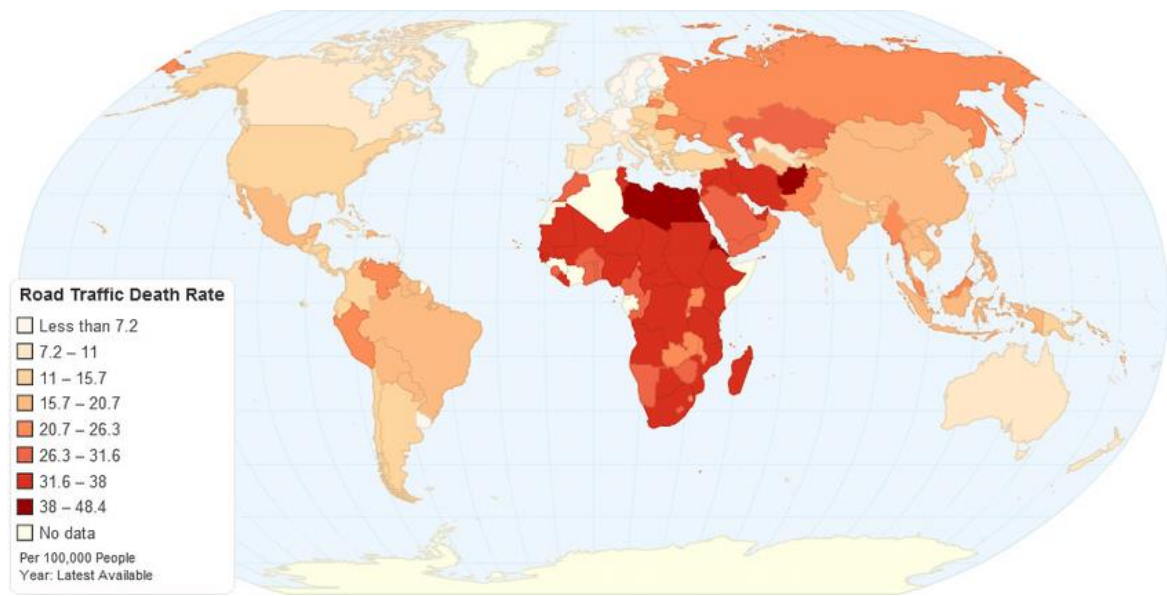 Road Traffic Death Rate
Less than 7.2
7.2 – 11
11 – 15.7
15.7 – 20.7
20.7 – 26.3
26.3 – 31.6
31.6 – 38
38 – 48.4
No data
Per 100,000 People
Year: Latest Available